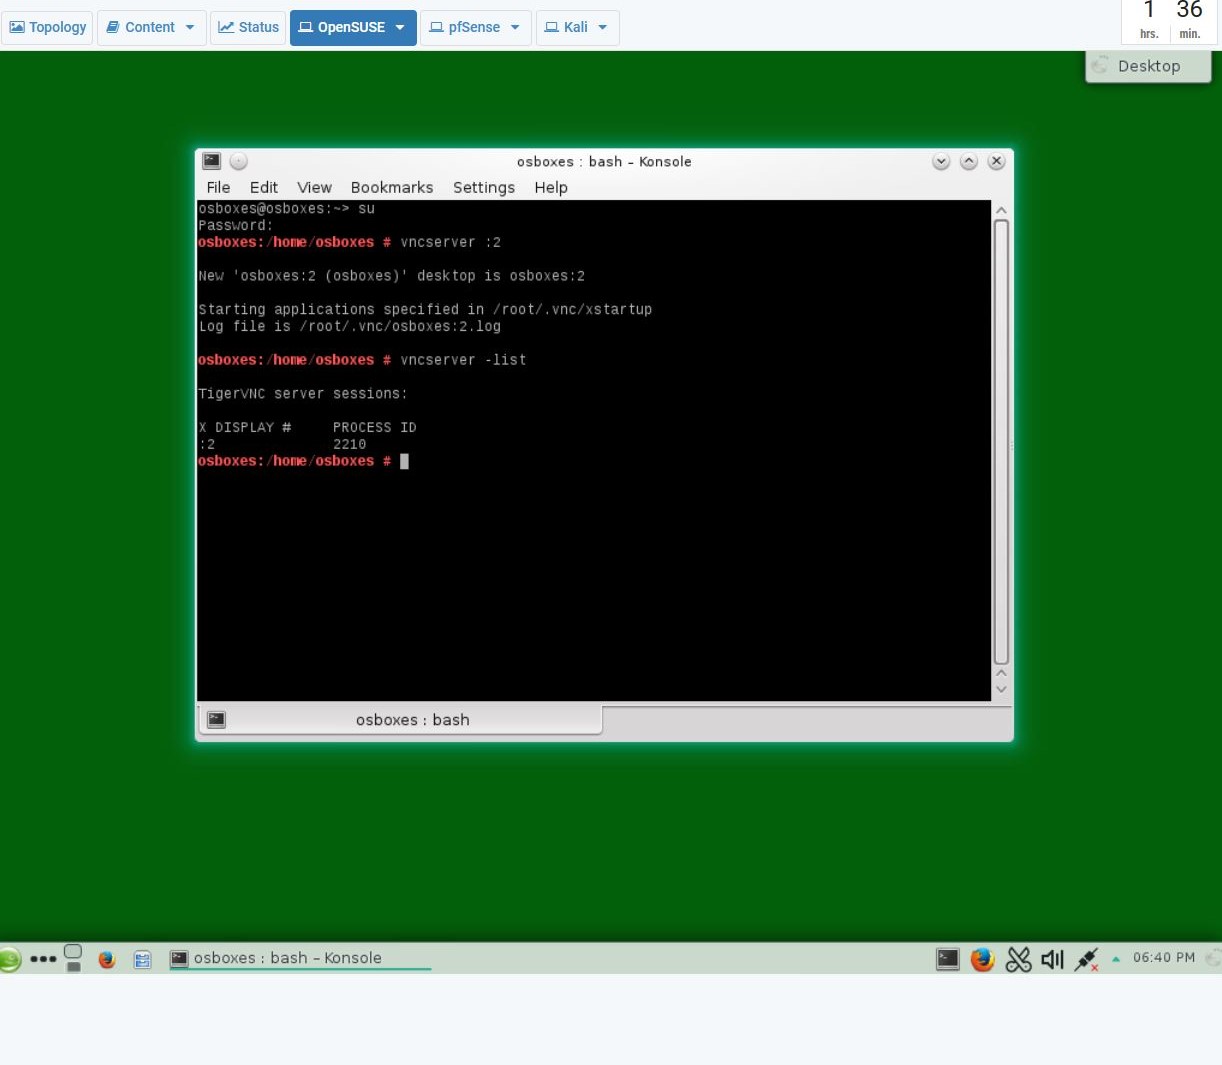 Topology Content Status OpenSUSE pfSense Kali 1 36
hrs. min.
Desktop
osboxes : bash – Konsole
File Edit View Bookmarks Settings Help
osboxes@osboxes:~> su
Password:
osboxes:/home/osboxes # vncserver :2
New 'osboxes:2 (osboxes)' desktop is osboxes:2
Starting applications specified in /root/.vnc/xstartup
Log file is /root/.vnc/osboxes:2.log
osboxes:/home/osboxes # vncserver -list
TigerVNC server sessions:
X DISPLAY # PROCESS ID
:2 2210
osboxes:/home/osboxes #
osboxes : bash
osboxes : bash – Konsole 06:40 PM